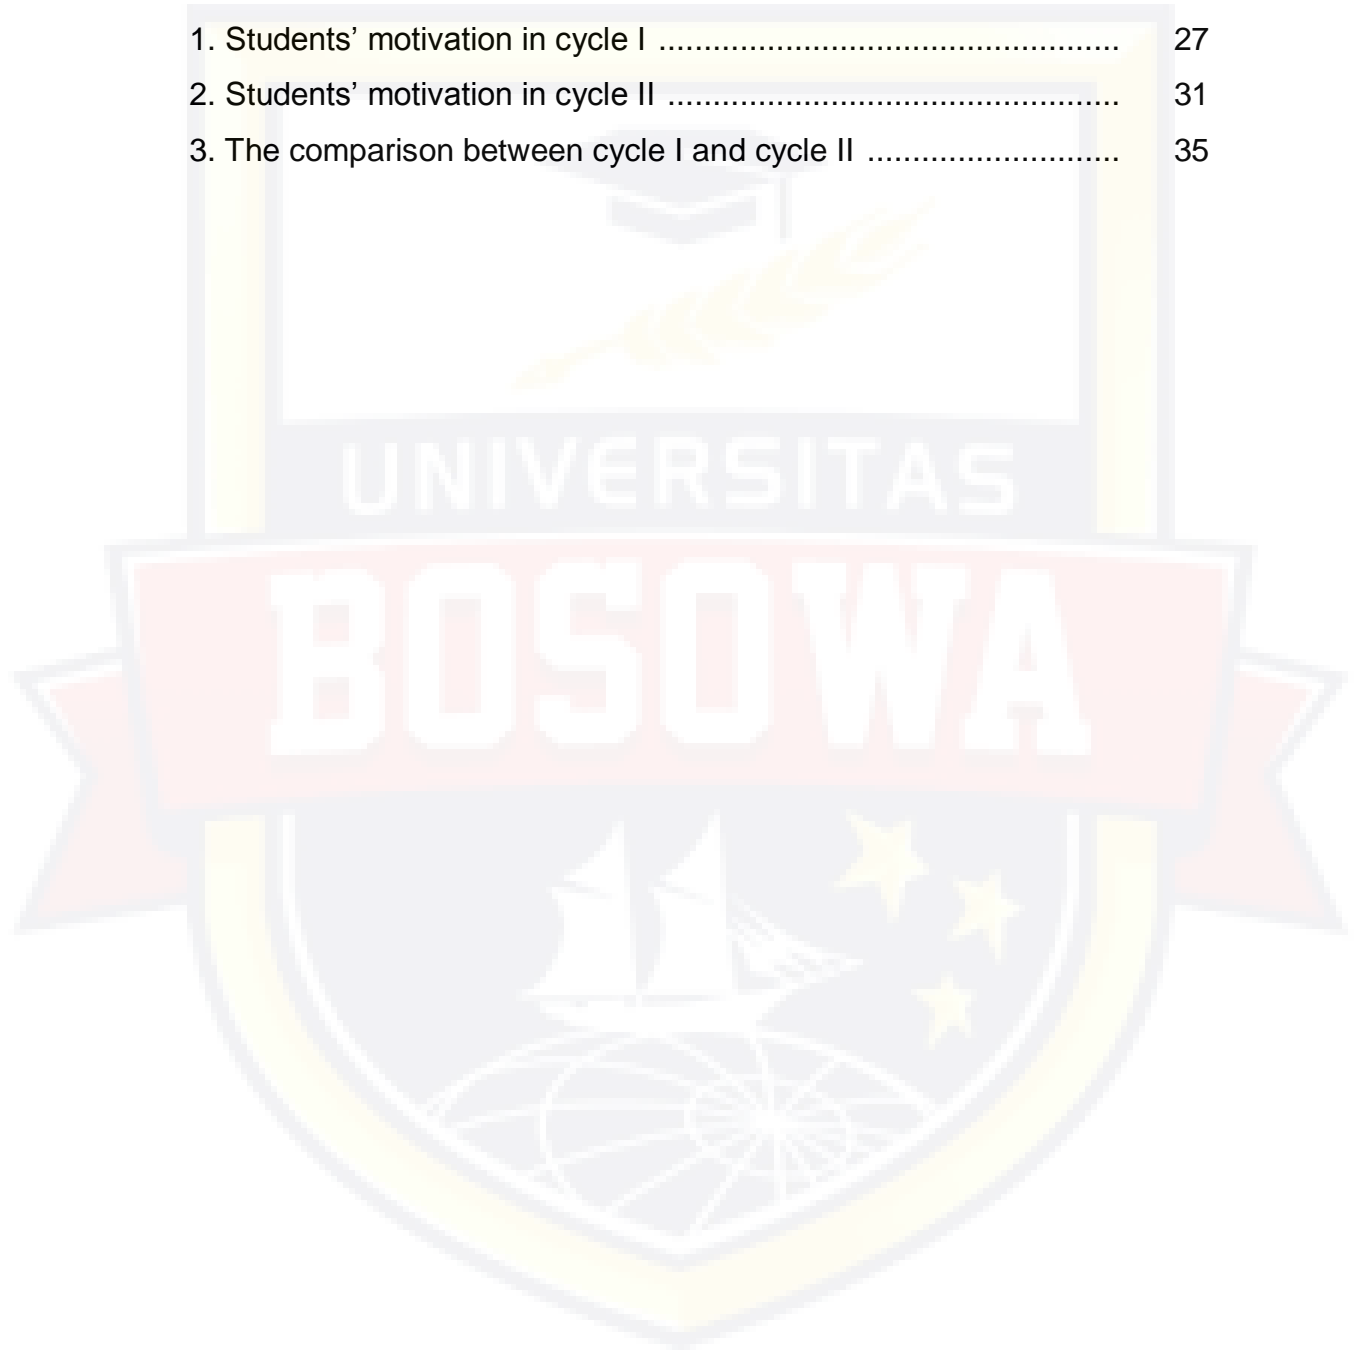 1. Students’ motivation in cycle I ................................................... 27
2. Students’ motivation in cycle II .................................................. 31
3. The comparison between cycle I and cycle II ............................ 35
UNIVERSITAS
BOSOWA